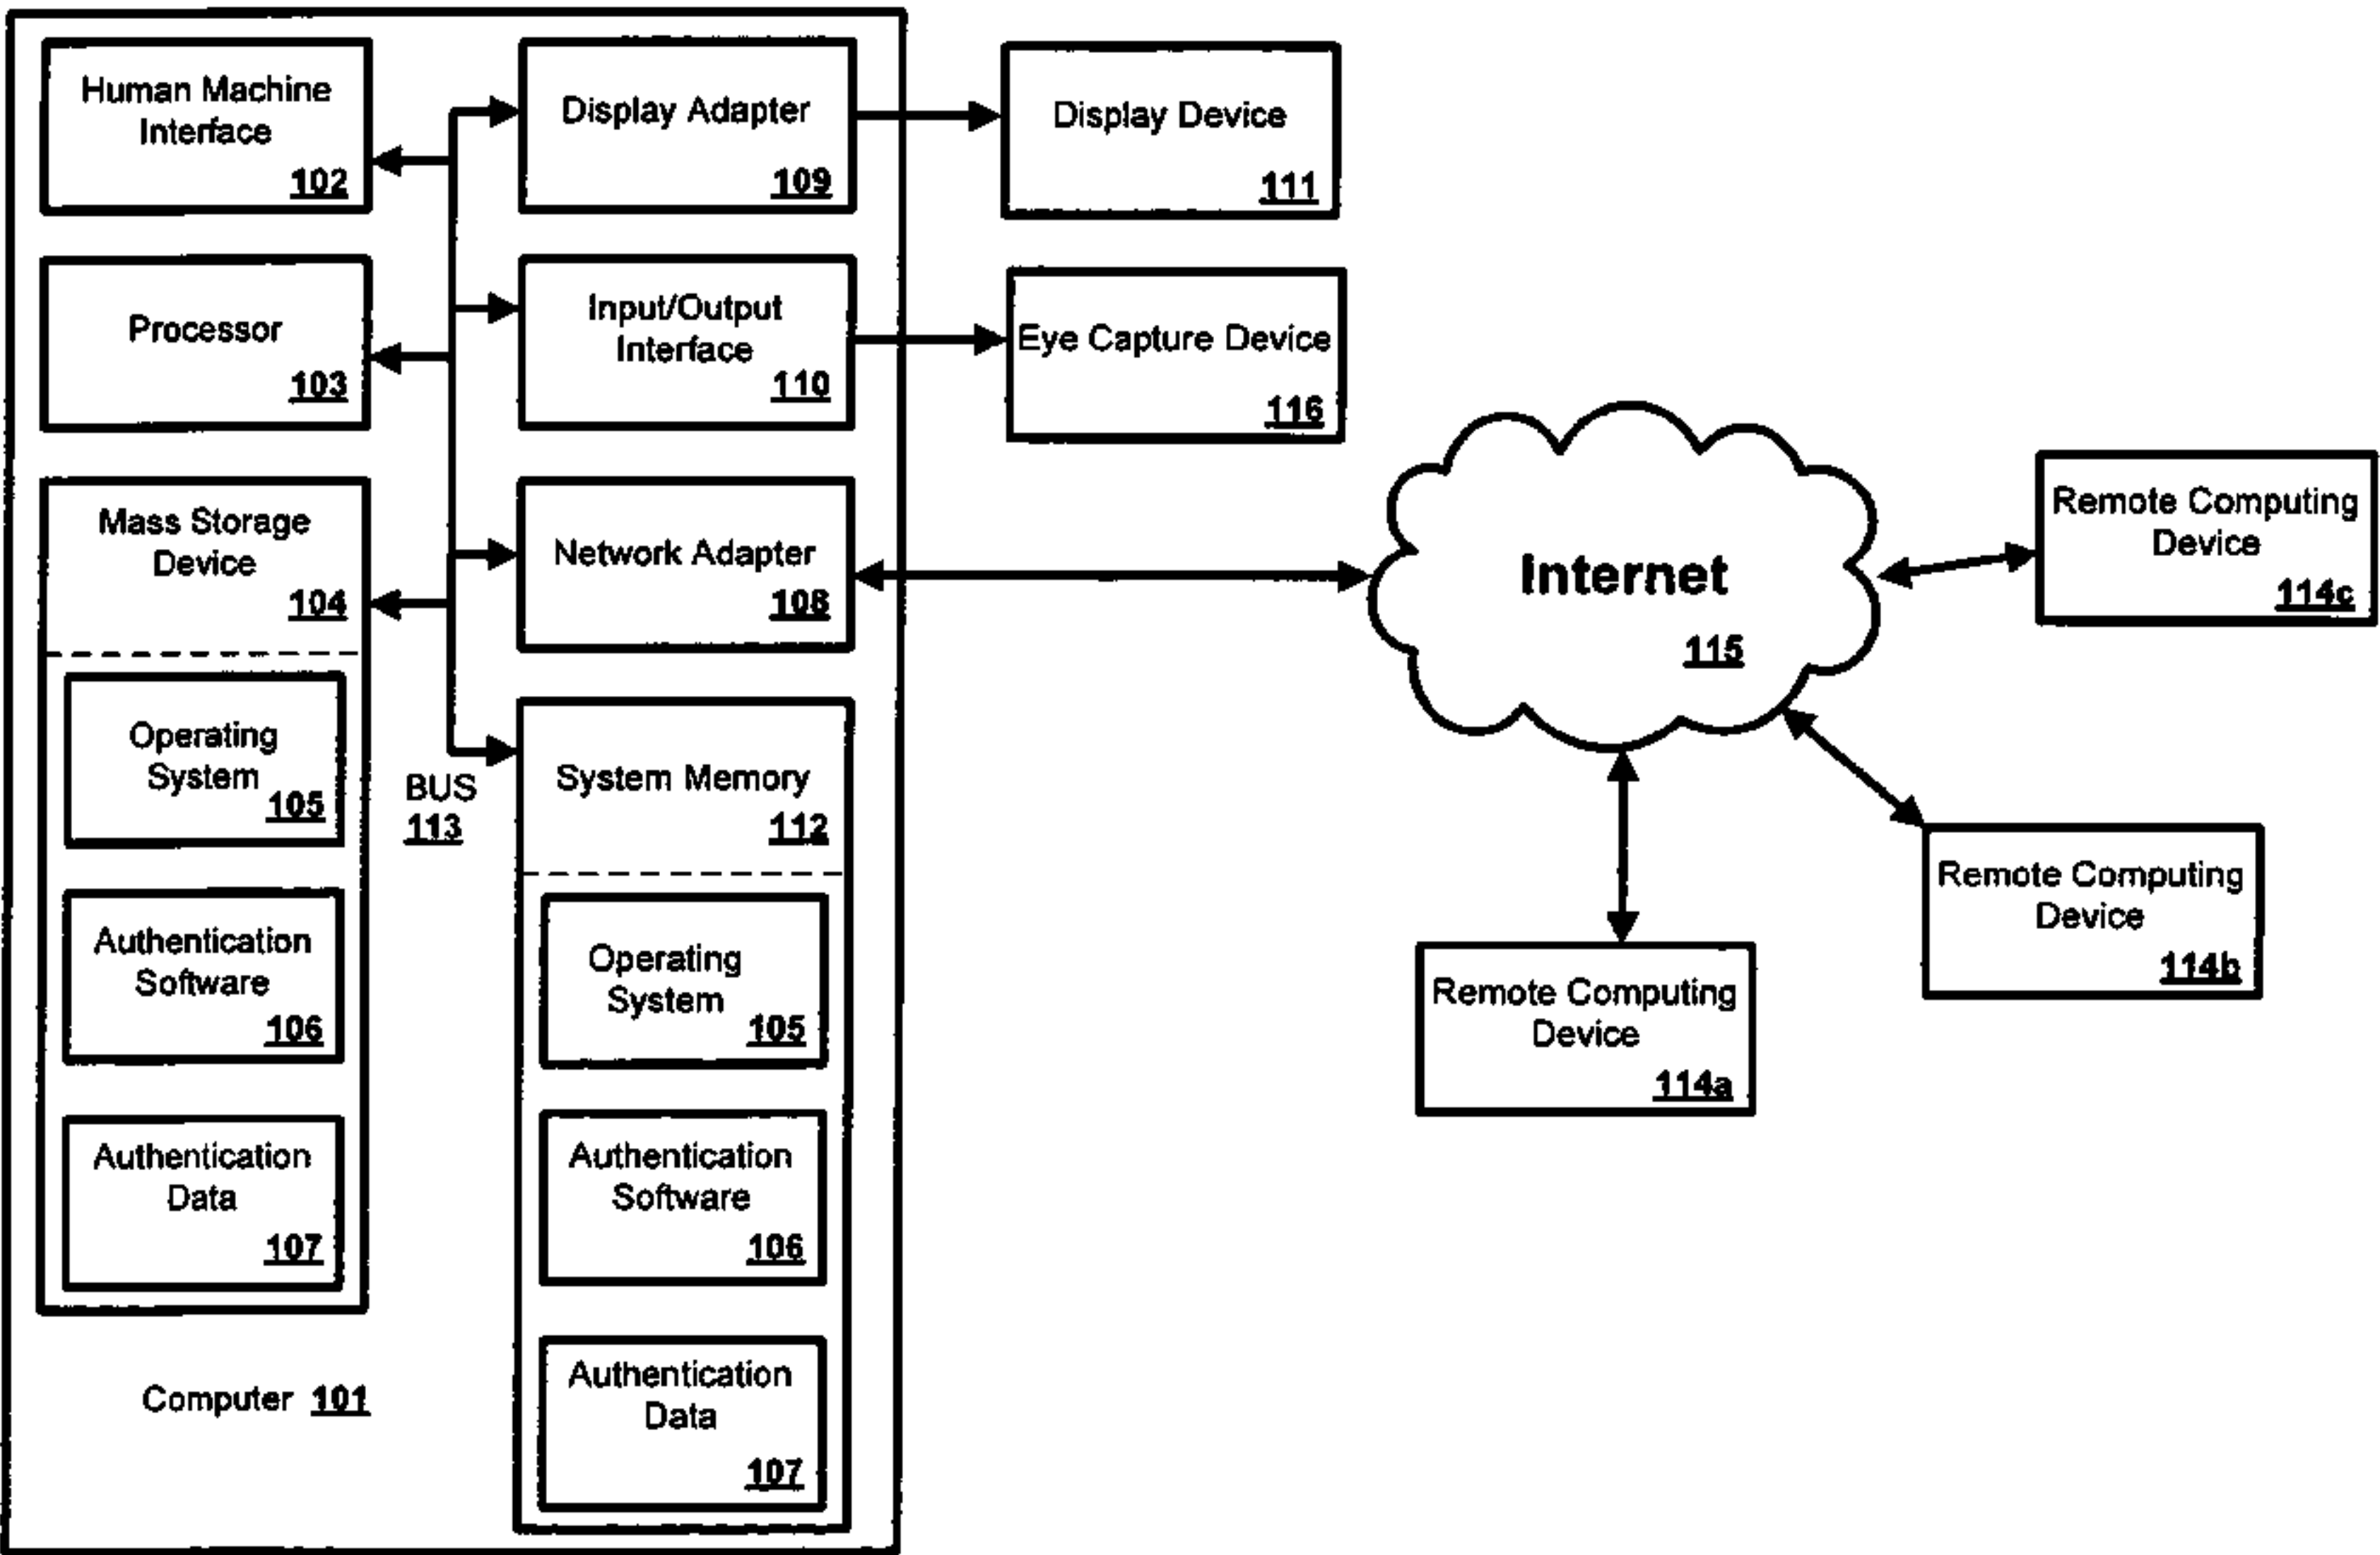 Human Machine
Interface
102
Display Adapter
109
Display Device
111
Processor
103
Input/Output
Interface
110
Eye Capture Device
116
Mass Storage
Device
104
Network Adapter
108
Internet
115
Remote Computing
Device
114c
Operating
System
105
BUS
113
System Memory
112
Remote Computing
Device
114b
Authentication
Software
106
Operating
System
105
Remote Computing
Device
114a
Authentication
Data
107
Authentication
Software
106
Computer 101
Authentication
Data
107